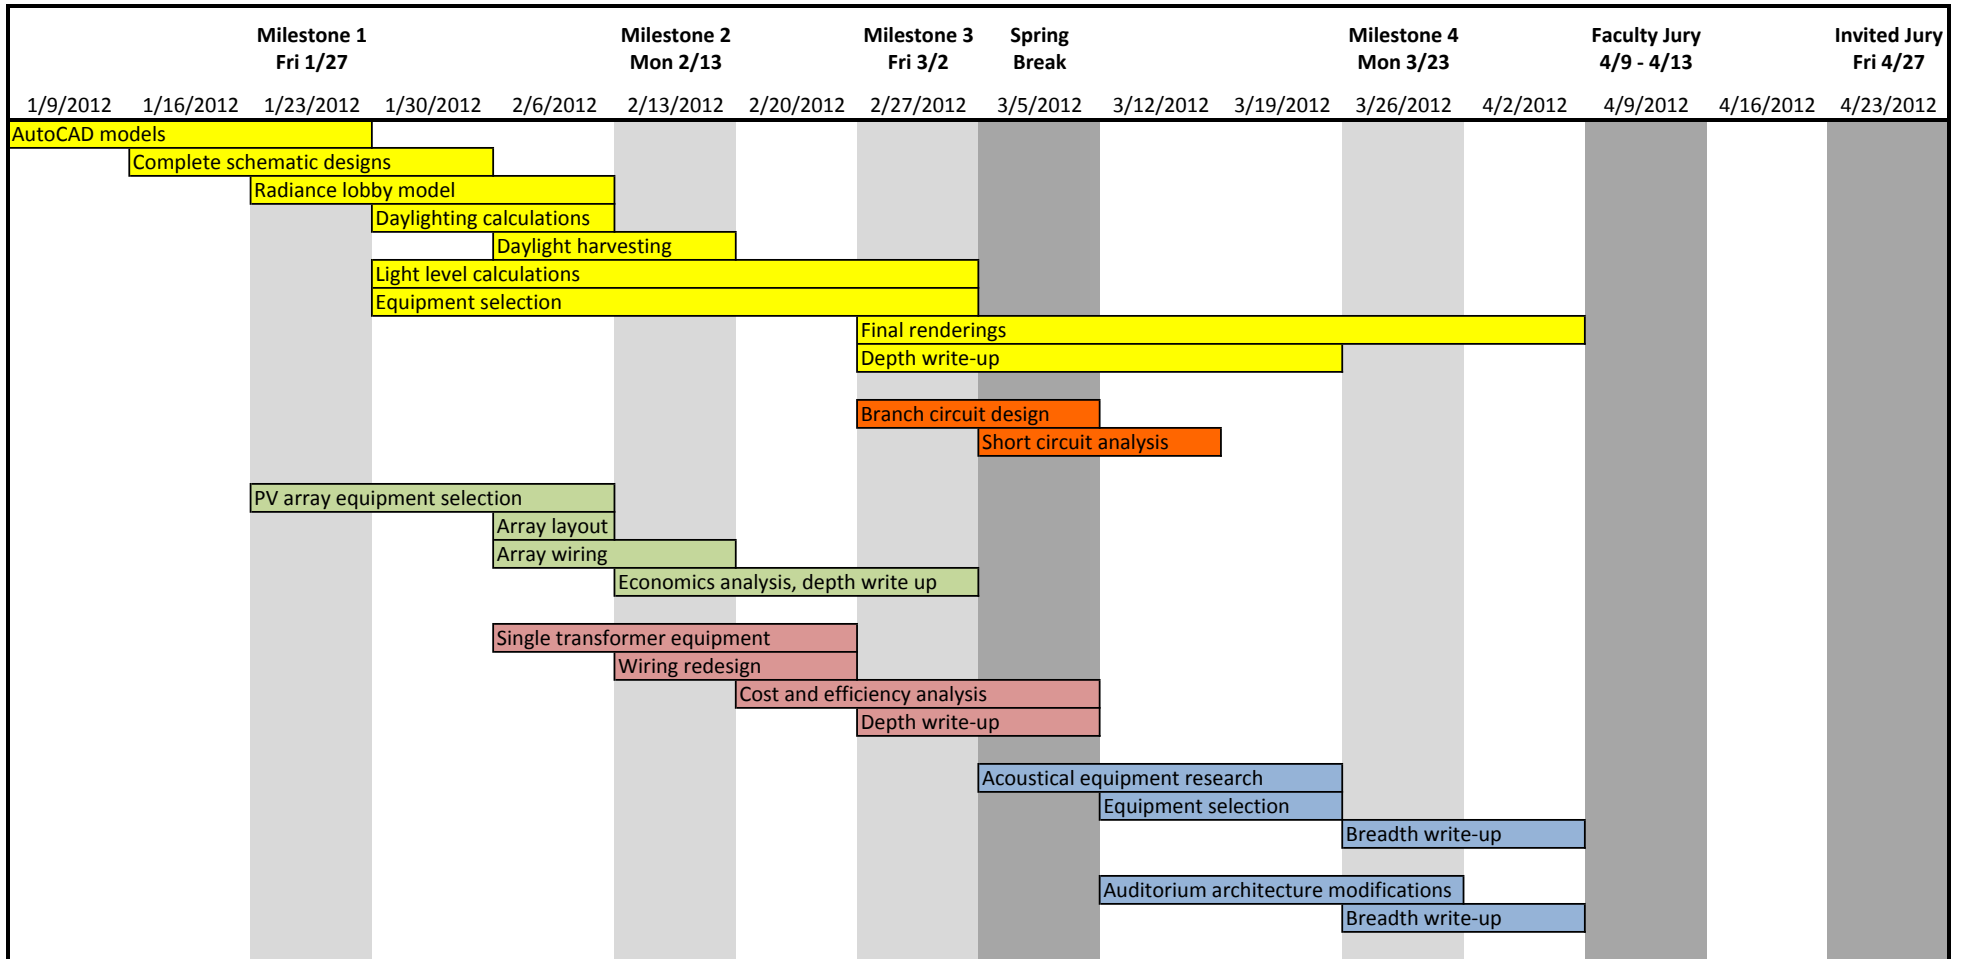 Milestone 1 Milestone 2 Milestone 3 Spring Milestone 4 Faculty Jury Invited Jury
Fri 1/27 Mon 2/13 Fri 3/2 Break Mon 3/23 4/9 - 4/13 Fri 4/27
1/9/2012 1/16/2012 1/23/2012 1/30/2012 2/6/2012 2/13/2012 2/20/2012 2/27/2012 3/5/2012 3/12/2012 3/19/2012 3/26/2012 4/2/2012 4/9/2012 4/16/2012 4/23/2012
AutoCAD models
Complete schematic designs
Radiance lobby model
Daylighting calculations
Daylight harvesting
Light level calculations
Equipment selection
Final renderings
Depth write-up
Branch circuit design
Short circuit analysis
PV array equipment selection
Array layout
Array wiring
Economics analysis, depth write up
Single transformer equipment
Wiring redesign
Cost and efficiency analysis
Depth write-up
Acoustical equipment research
Equipment selection
Breadth write-up
Auditorium architecture modifications
Breadth write-up